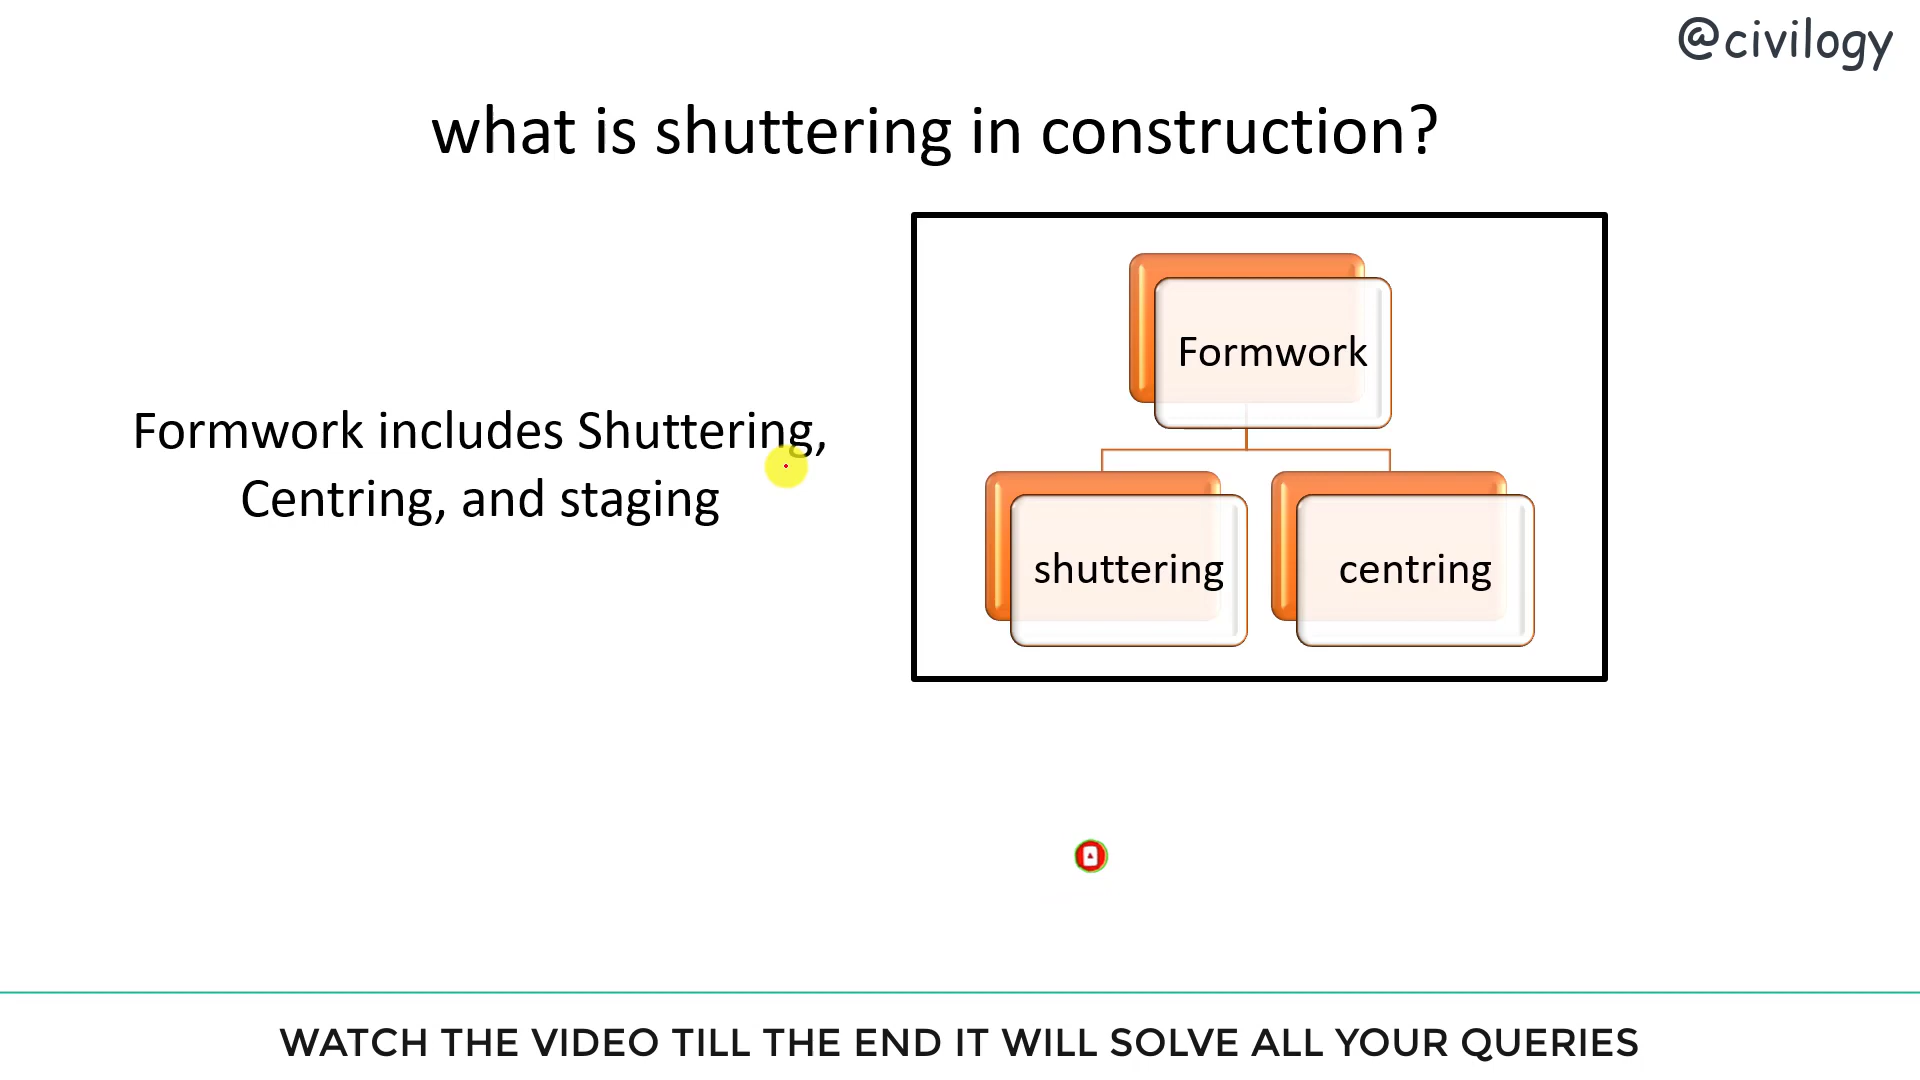 @civilogy
what is shuttering in construction?
Formwork includes Shuttering,
Centring, and staging
Formwork
shuttering
centring
WATCH THE VIDEO TILL THE END IT WILL SOLVE ALL YOUR QUERIES